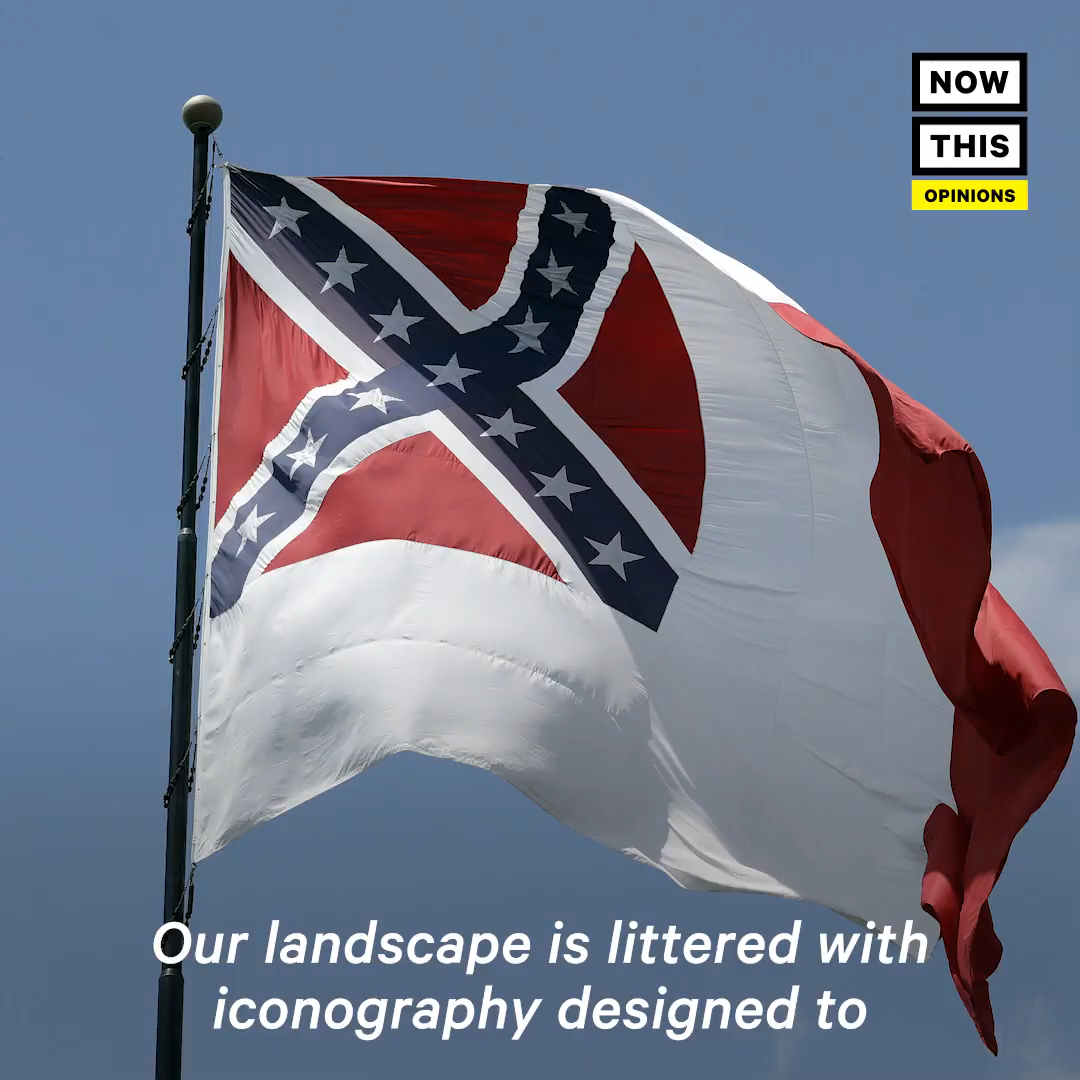 NOW
THIS
OPINIONS
Our landscape is littered with
iconography designed to